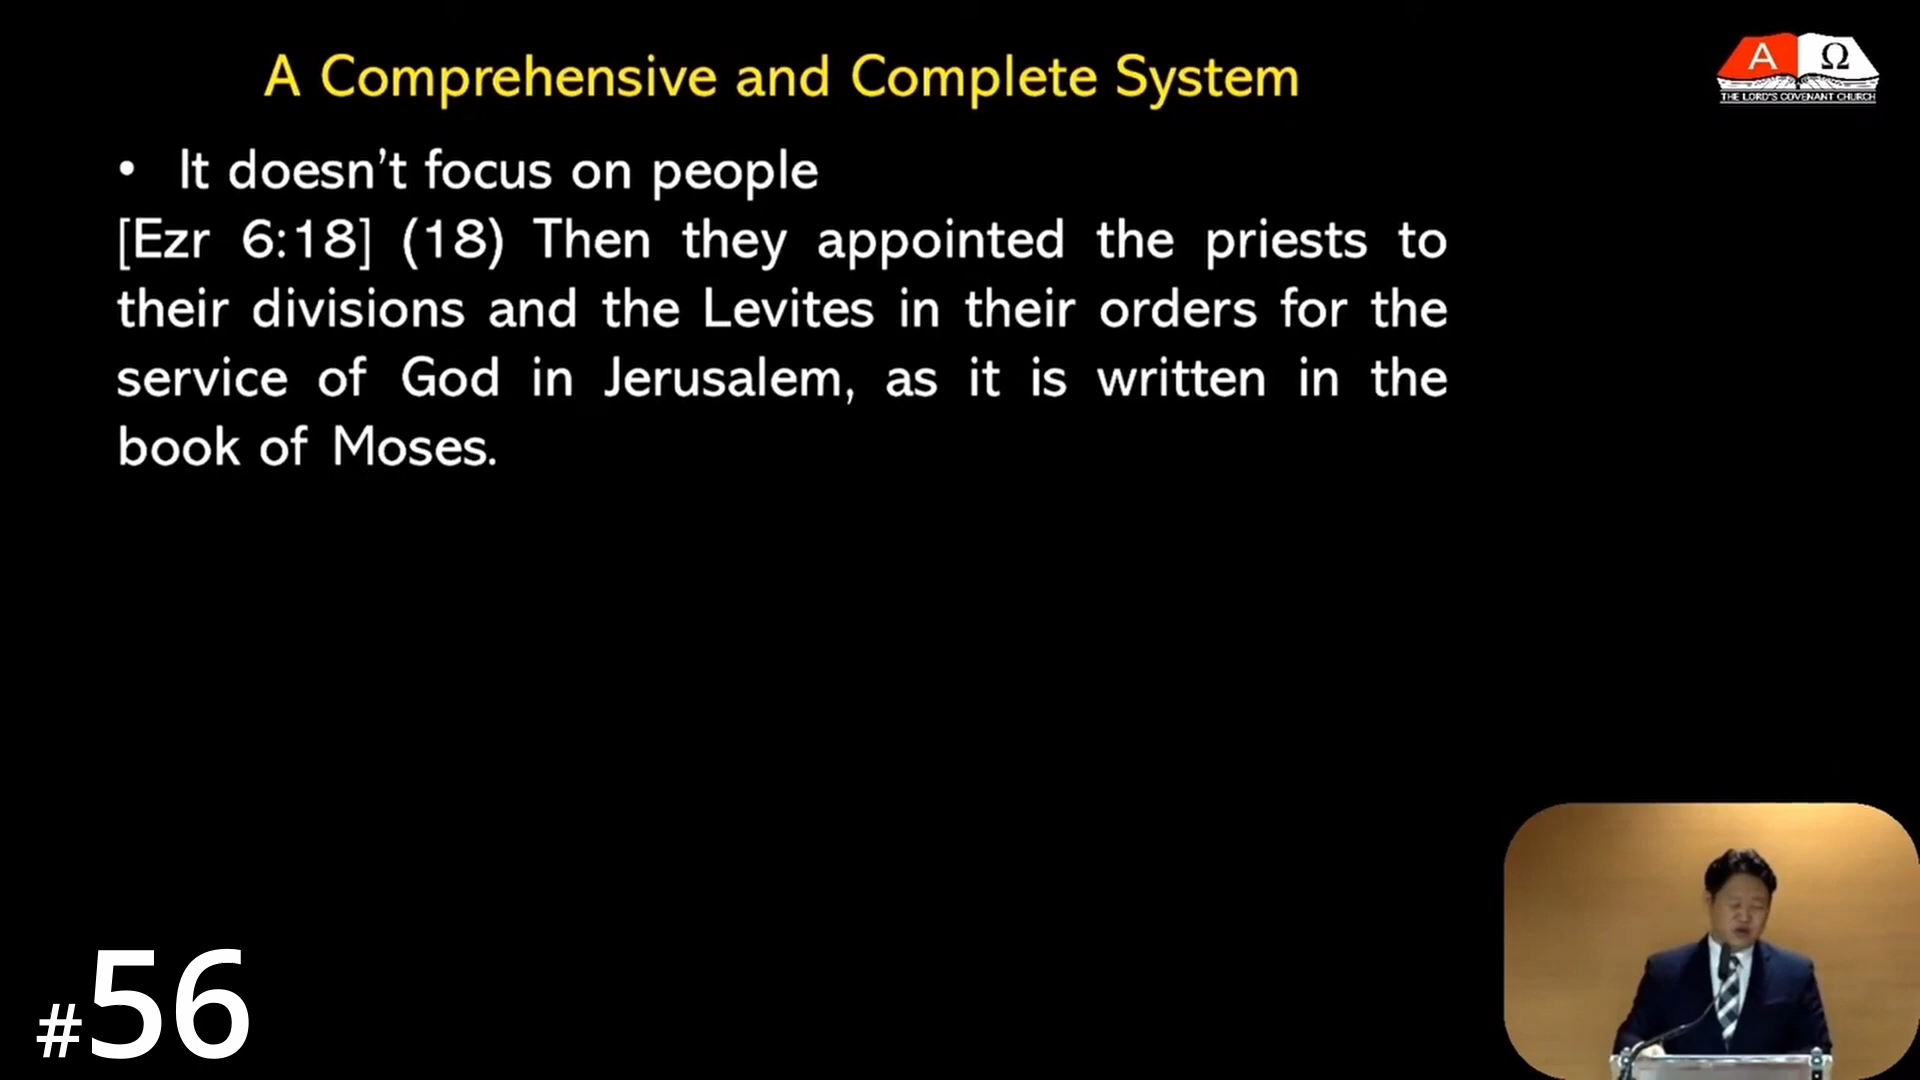 A Comprehensive and Complete System
A Ω
THE LORD'S COVENANT CHURCH
• It doesn't focus on people
[Ezr 6:18] (18) Then they appointed the priests to
their divisions and the Levites in their orders for the
service of God in Jerusalem, as it is written in the
book of Moses.
#56